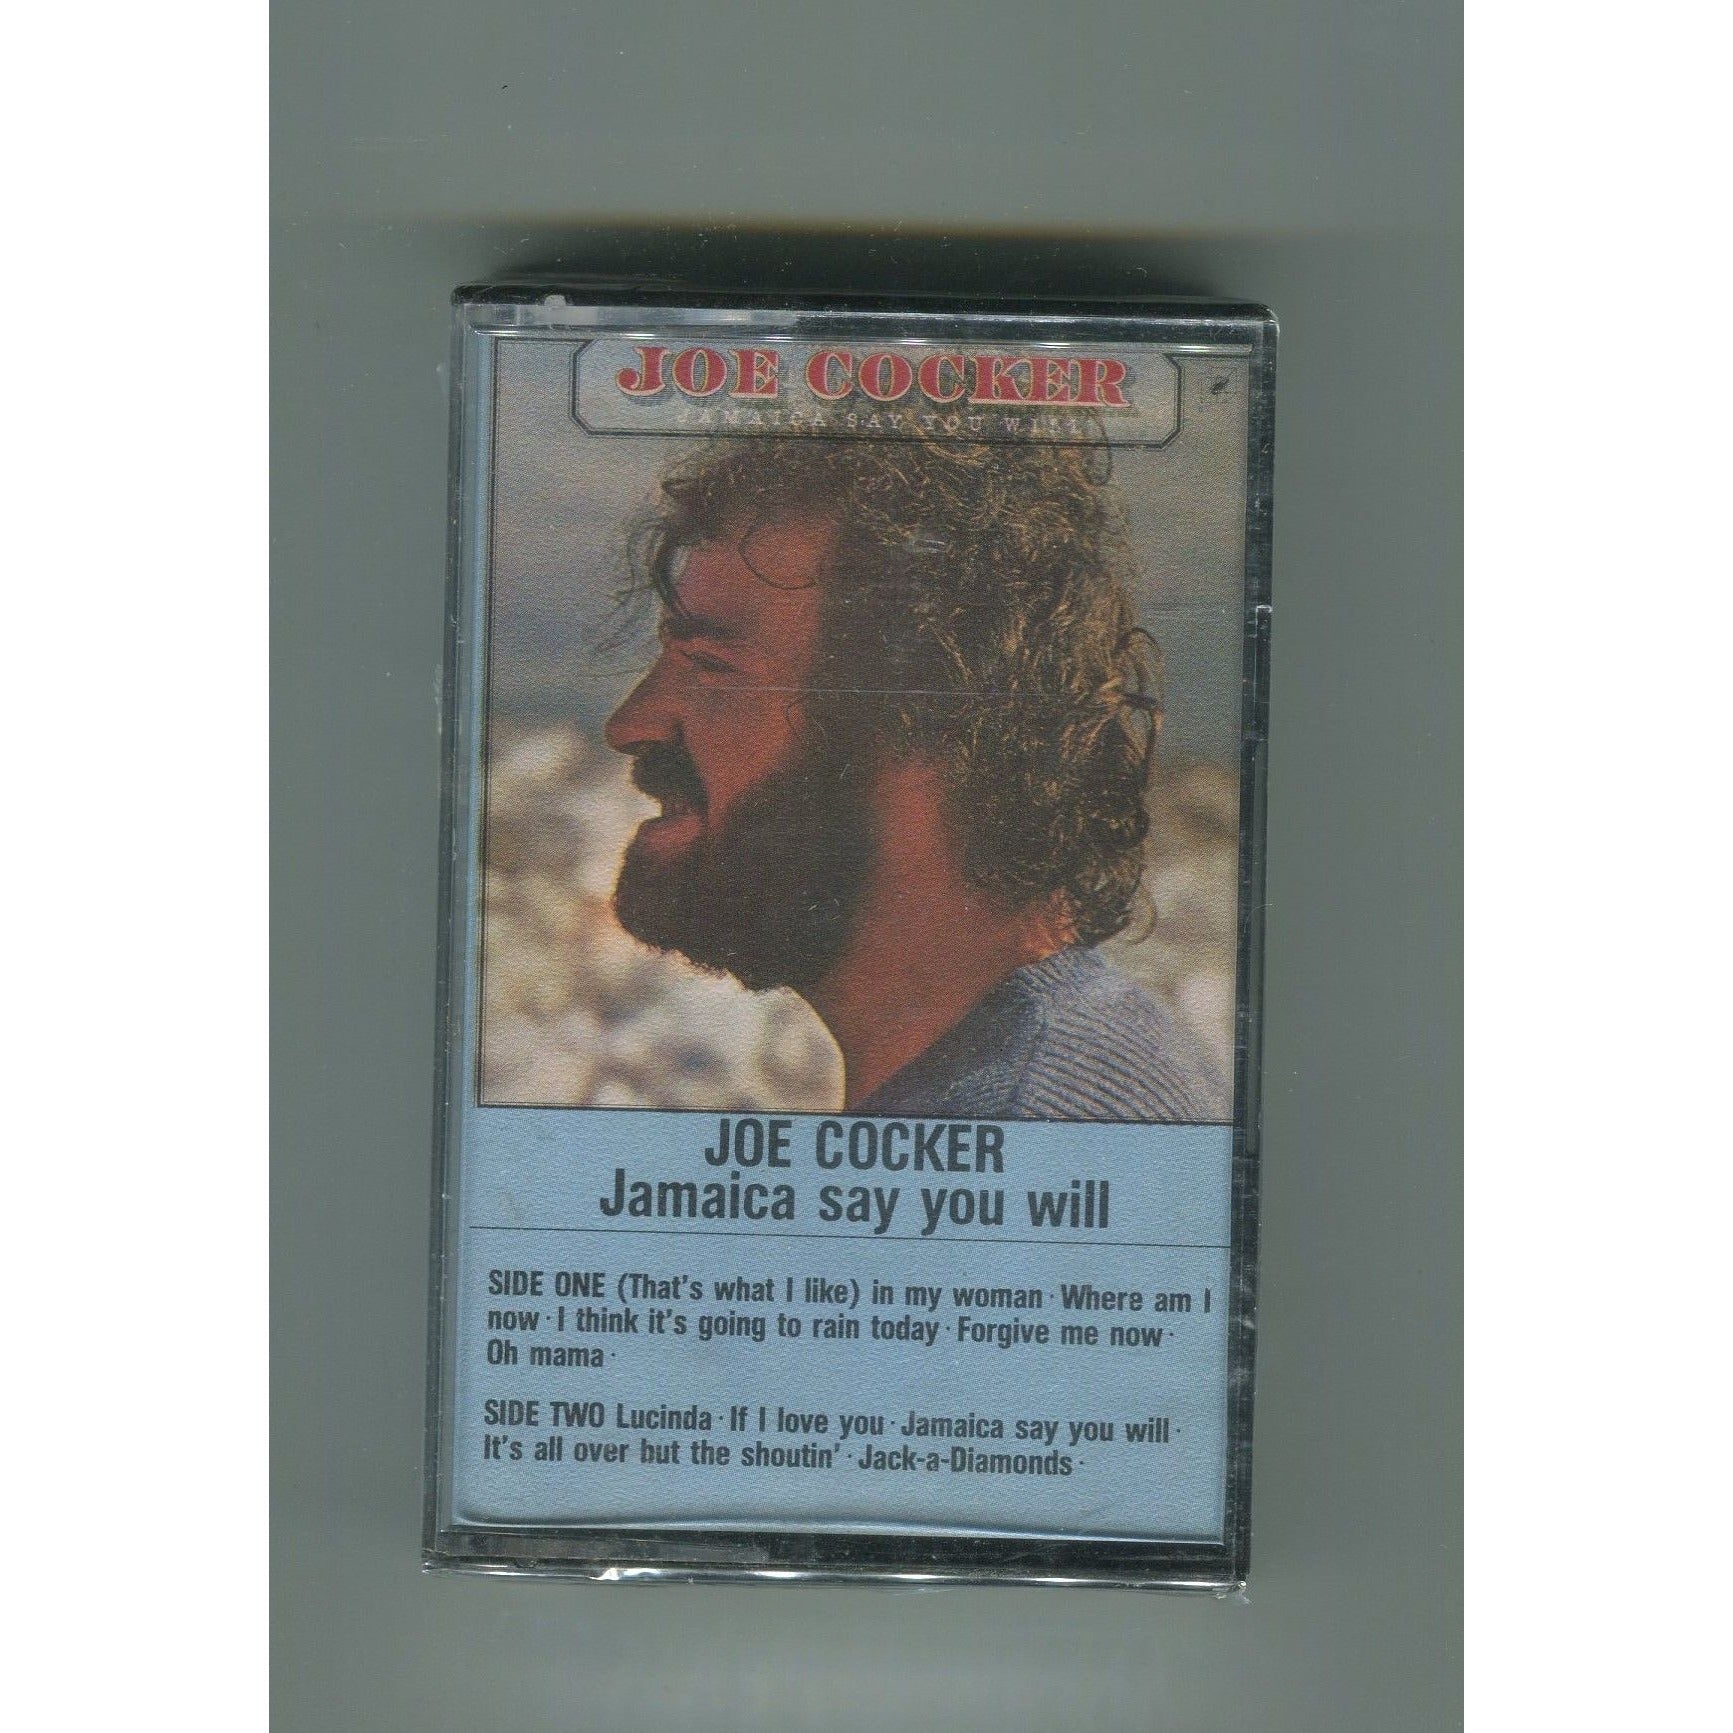 JOE COCKER
JAMAICA SAY YOU WILL
JOE COCKER
Jamaica say you will
SIDE ONE (That's what I like) in my woman · Where am I
now · I think it's going to rain today · Forgive me now ·
Oh mama ·
SIDE TWO Lucinda · If I love you · Jamaica say you will ·
It's all over but the shoutin' · Jack-a-Diamonds ·